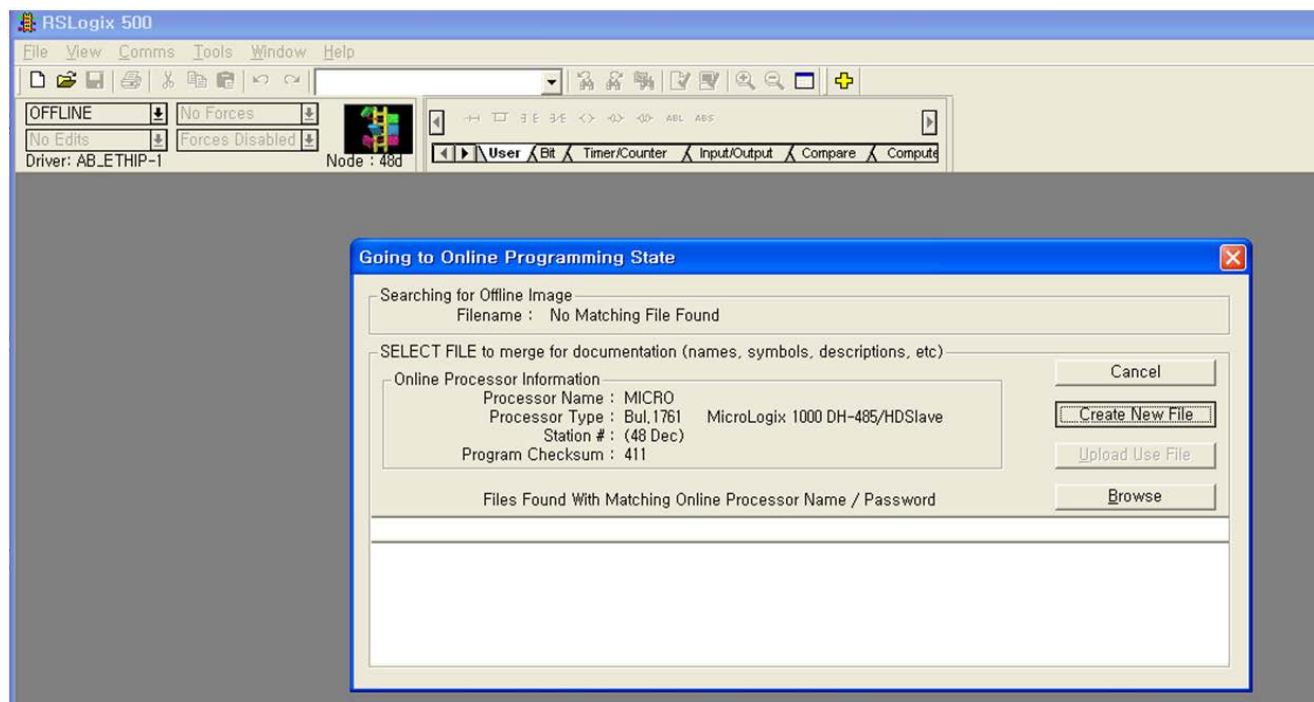 RSLogix 500
File View Comms Tools Window Help
OFFLINE No Forces
No Edits Forces Disabled
Driver: AB_ETHIP-1 Node : 48d
ABL ABS
User Bit Timer/Counter Input/Output Compare Compute
Going to Online Programming State
Searching for Offline Image
Filename : No Matching File Found
SELECT FILE to merge for documentation (names, symbols, descriptions, etc)
Cancel
Online Processor Information
Processor Name : MICRO
Processor Type : Bul.1761 MicroLogix 1000 DH-485/HDSlave
Create New File
Station # : (48 Dec)
Program Checksum : 411
Upload Use File
Files Found With Matching Online Processor Name / Password
Browse